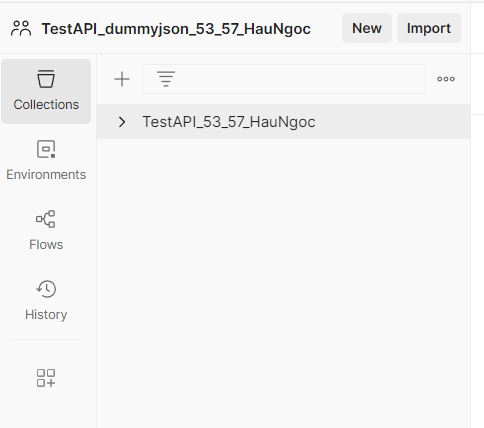 TestAPI_dummyjson_53_57_HauNgoc New Import
Collections
TestAPI_53_57_HauNgoc
Environments
Flows
History